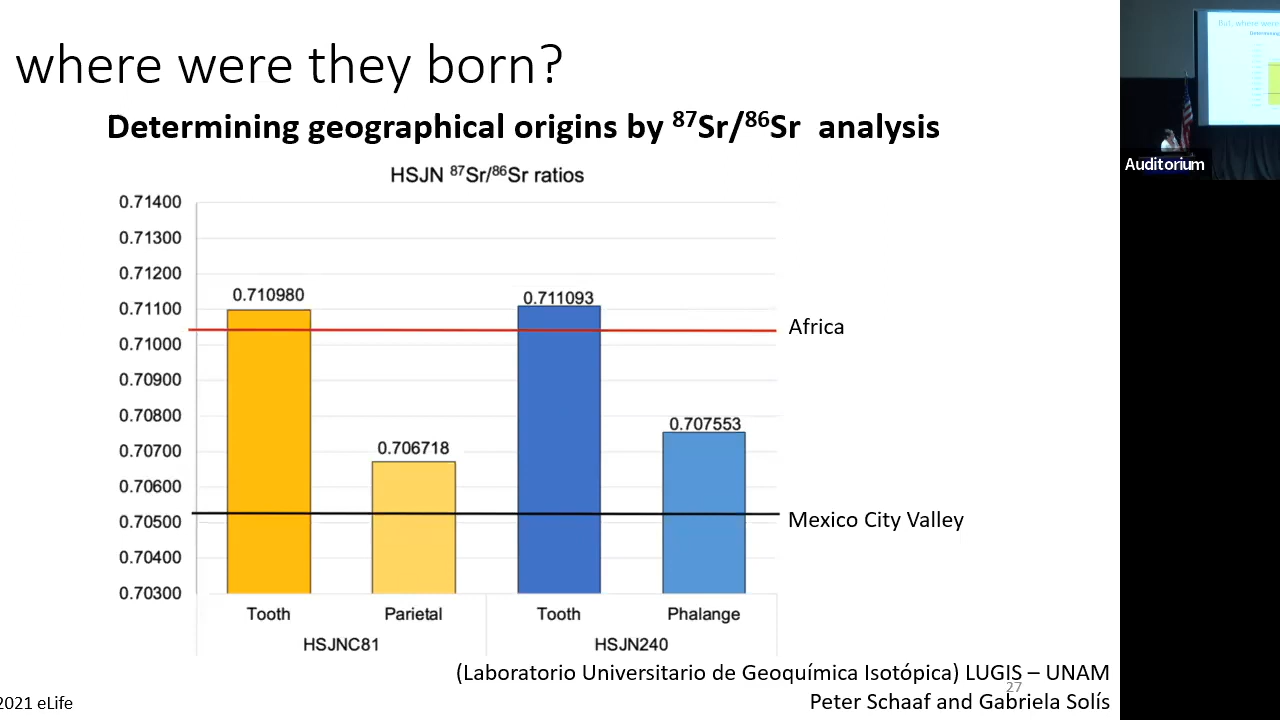 where were they born?
Determining geographical origins by ⁸⁷Sr/⁸⁶Sr analysis
HSJN ⁸⁷Sr/⁸⁶Sr ratios
0.71400
0.71300
0.71200
0.71100
0.71000
0.70900
0.70800
0.70700
0.70600
0.70500
0.70400
0.70300
0.710980
0.706718
0.711093
0.707553
Africa
Mexico City Valley
Tooth
Parietal
Tooth
Phalange
HSJNC81
HSJN240
(Laboratorio Universitario de Geoquímica Isotópica) LUGIS – UNAM
27
Peter Schaaf and Gabriela Solís
2021 eLife
But, where were
Auditorium